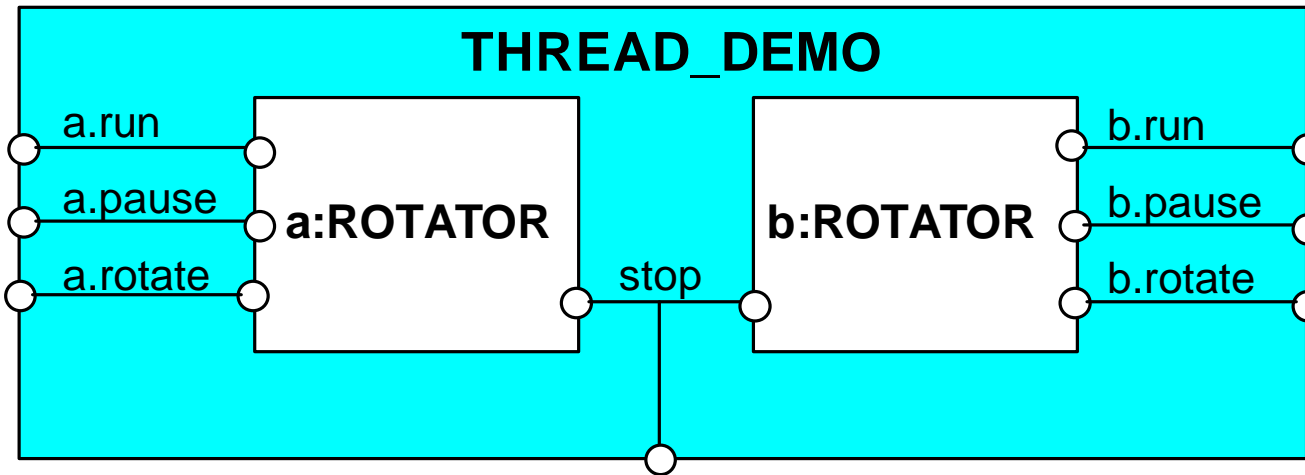 THREAD_DEMO
a.run
a.pause
a.rotate
a:ROTATOR
stop
b:ROTATOR
b.run
b.pause
b.rotate